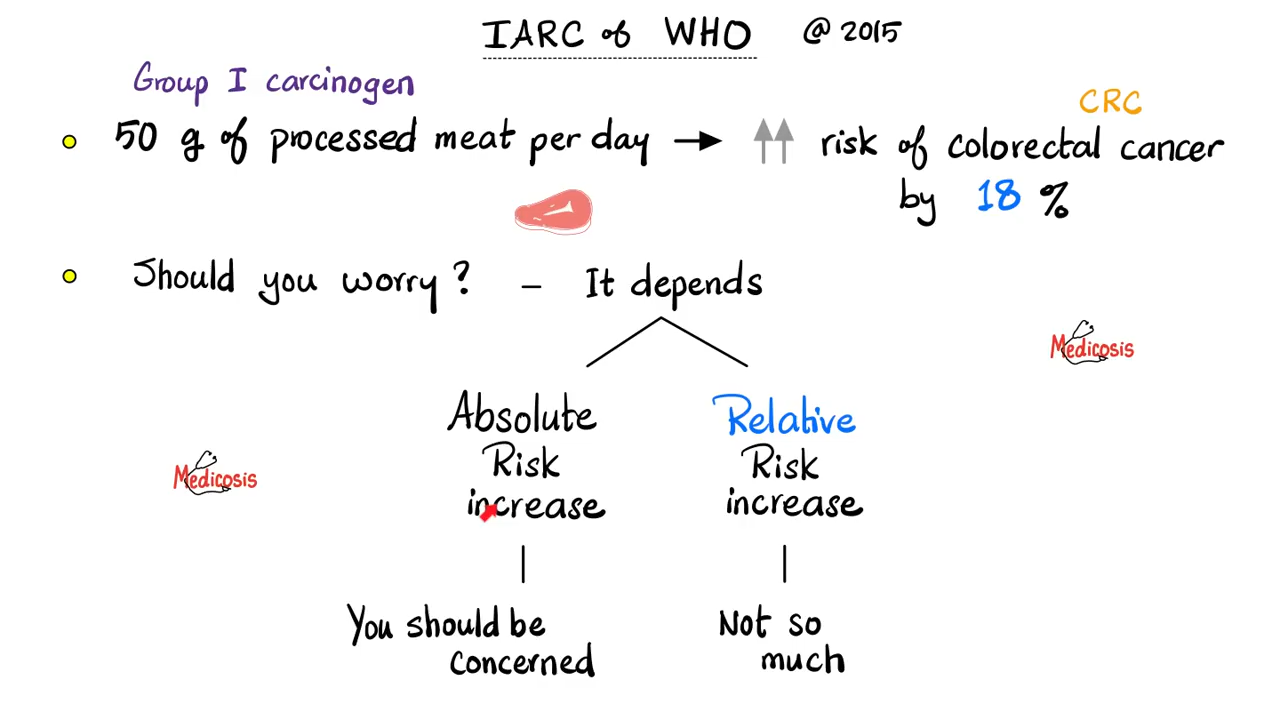 IARC of WHO @ 2015
Group I carcinogen
CRC
50 g of processed meat per day → ↑↑ risk of colorectal cancer
by 18 %
Should you worry? – It depends
Medicosis
Absolute Relative
Risk Risk
increase increase
Medicosis
You should be Not so
concerned much